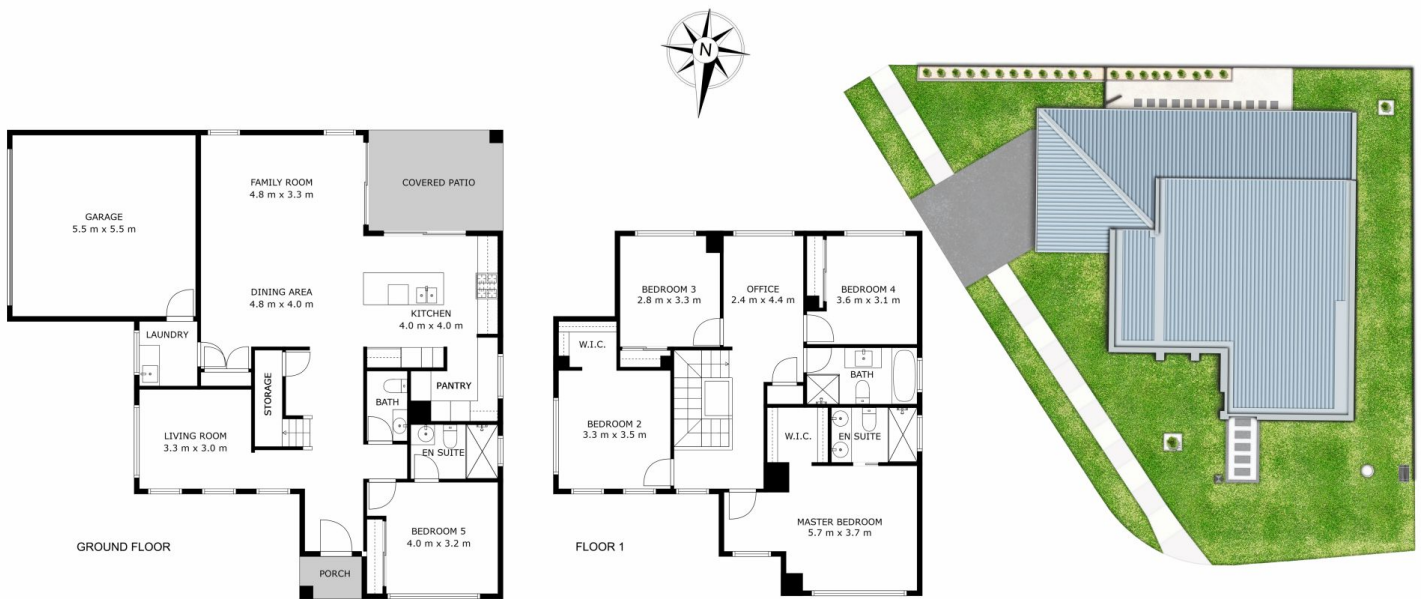 N
FAMILY ROOM
4.8 m x 3.3 m
COVERED PATIO
GARAGE
5.5 m x 5.5 m
DINING AREA
4.8 m x 4.0 m
KITCHEN
4.0 m x 4.0 m
LAUNDRY
STORAGE
BATH
PANTRY
LIVING ROOM
3.3 m x 3.0 m
EN SUITE
BEDROOM 5
4.0 m x 3.2 m
GROUND FLOOR
PORCH
BEDROOM 3
2.8 m x 3.3 m
OFFICE
2.4 m x 4.4 m
BEDROOM 4
3.6 m x 3.1 m
W.I.C.
BATH
BEDROOM 2
3.3 m x 3.5 m
W.I.C.
EN SUITE
MASTER BEDROOM
5.7 m x 3.7 m
FLOOR 1